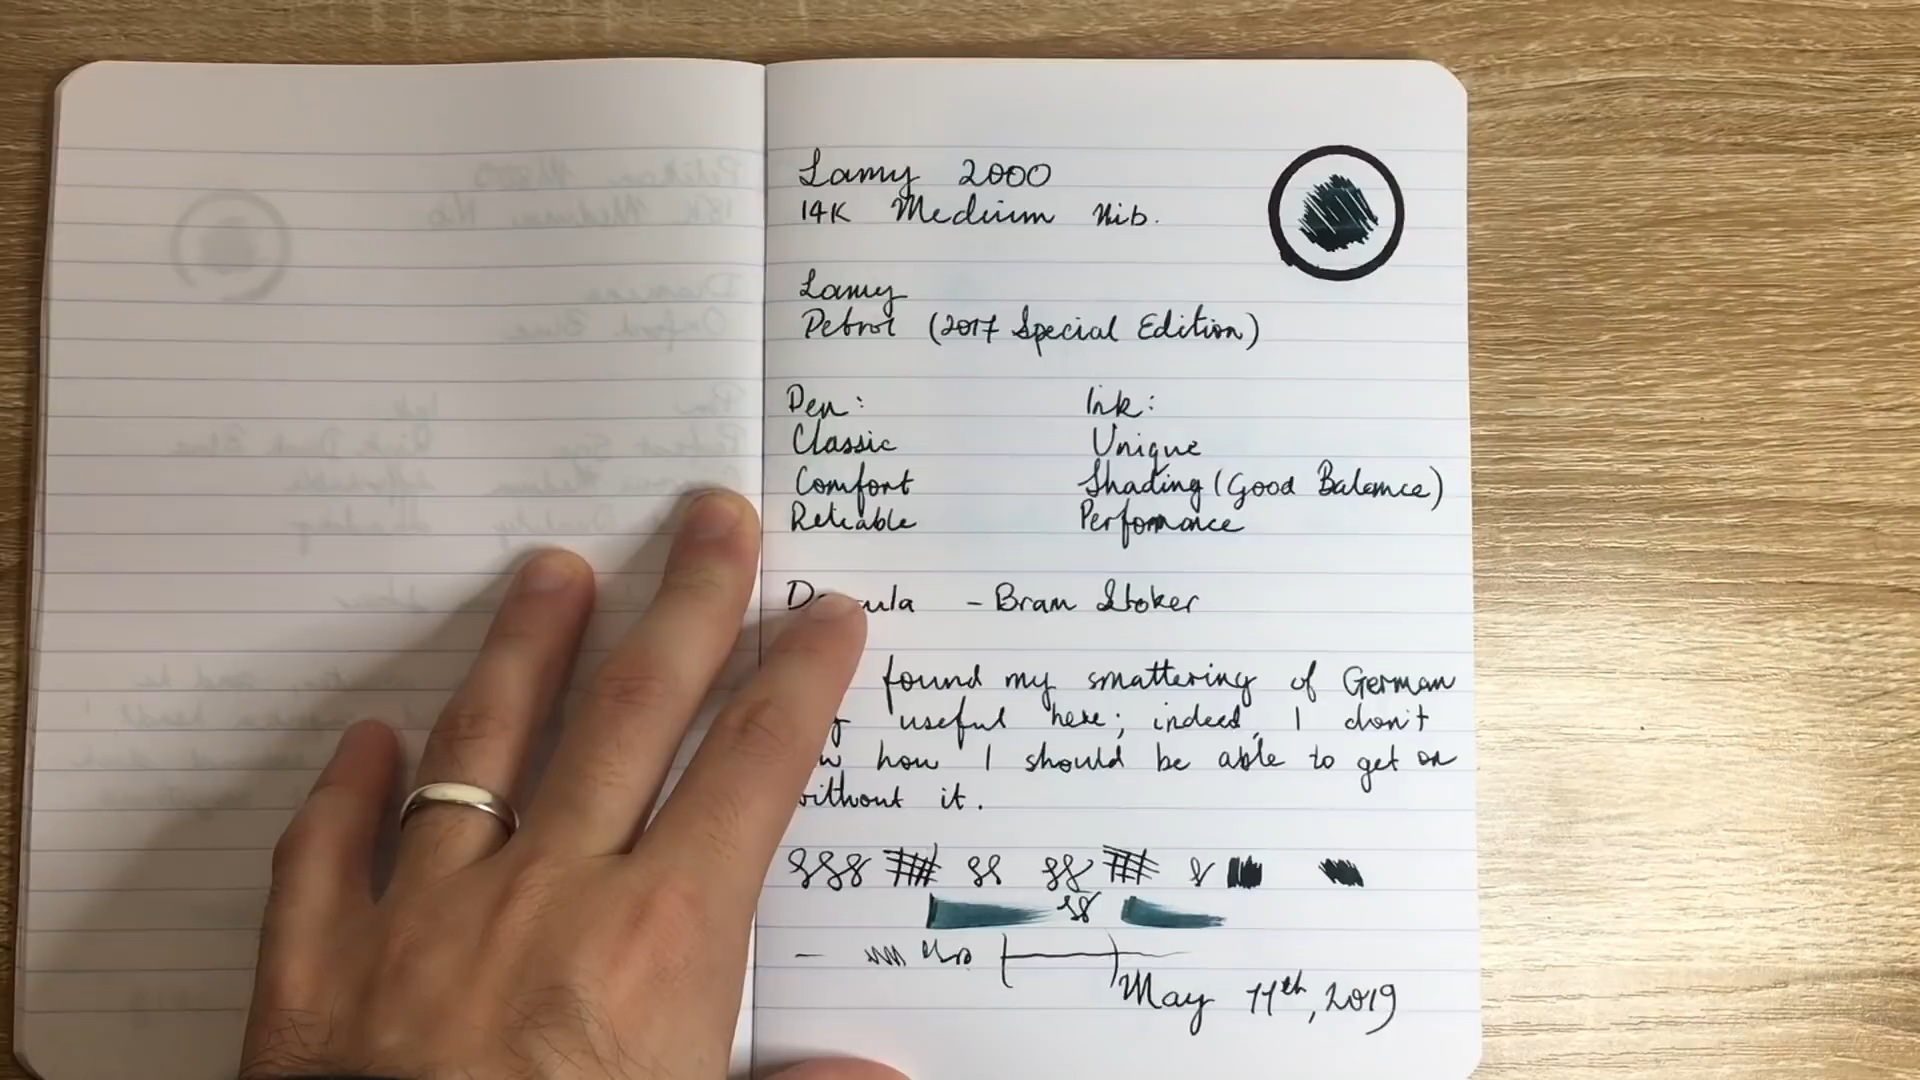 Lamy 2000
14K Medium Nib.
Lamy
Petrol (2017 Special Edition)
Pen: Ink:
Classic Unique
Comfort Shading (Good Balance)
Reliable Performance
– Bram Stoker
found my smattering of German
useful here; indeed, I don't
how I should be able to get on
without it.
May 11th, 2019